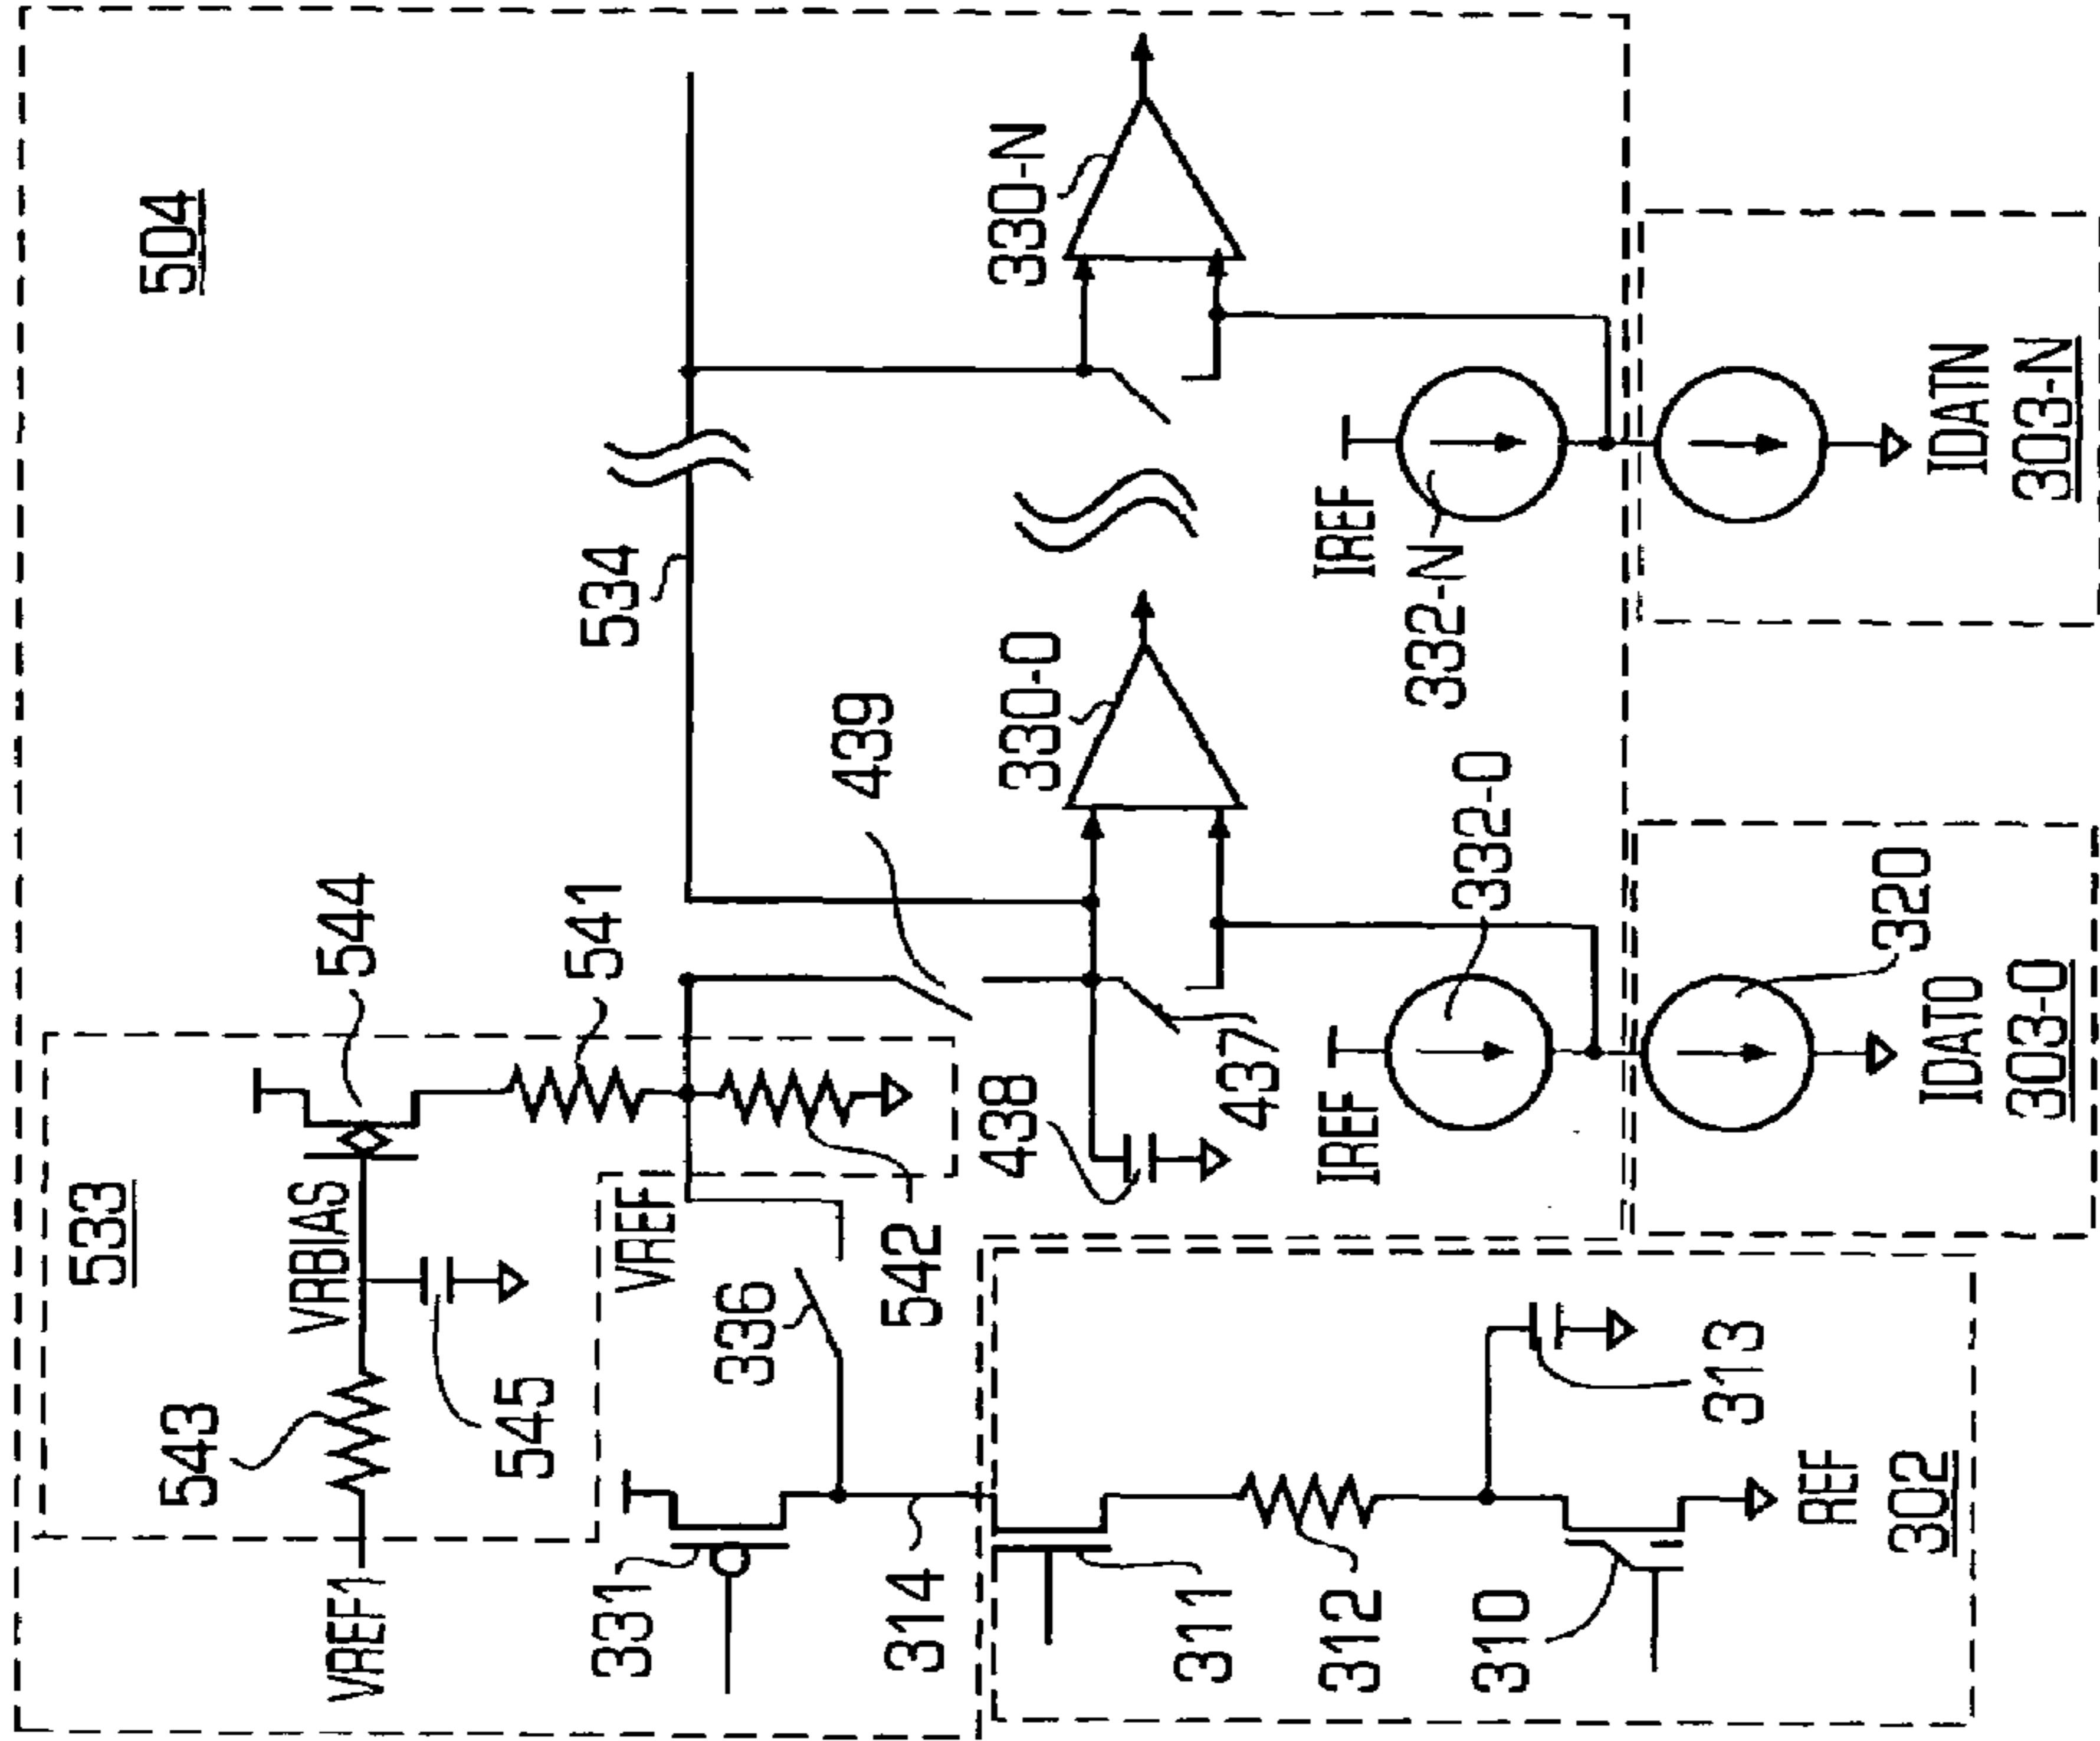 504
533
544
541
VRBIAS
543
545
VREF1
VREF
534
439
330-N
330-0
336
542
438
437
331
314
IREF
332-N
IREF
332-0
320
IDATN
303-N
IDAT0
303-0
311
312
310
313
REF
302